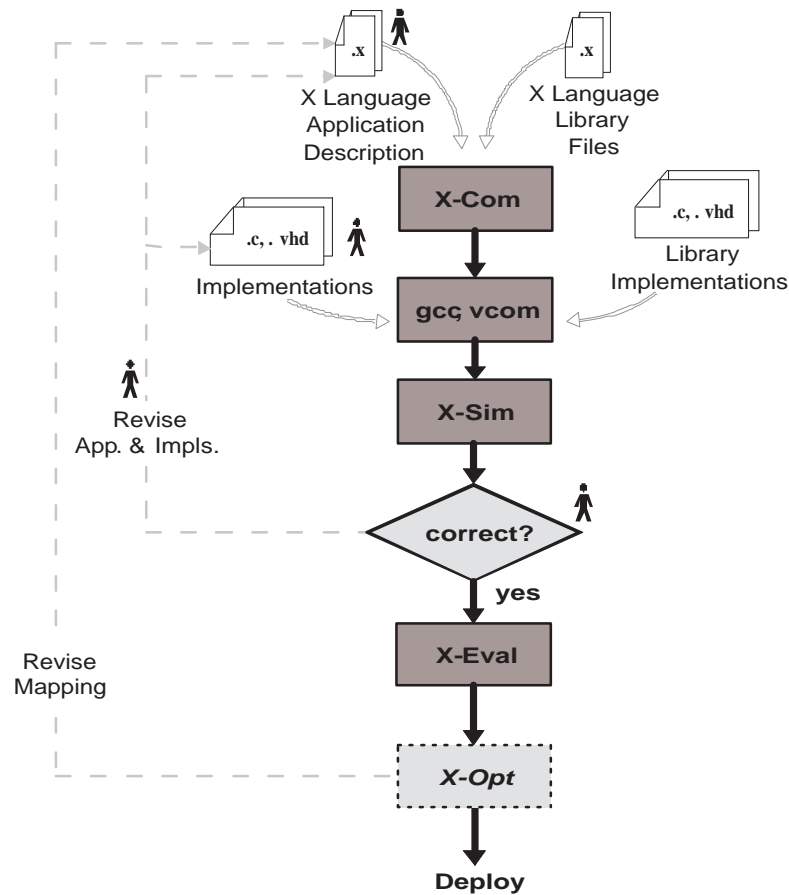 .x
.x
X Language
Application
Description
X Language
Library
Files
X-Com
.c, . vhd
Implementations
.c, . vhd
Library
Implementations
gcc, vcom
X-Sim
Revise
App. & Impls.
correct?
yes
X-Eval
Revise
Mapping
X-Opt
Deploy